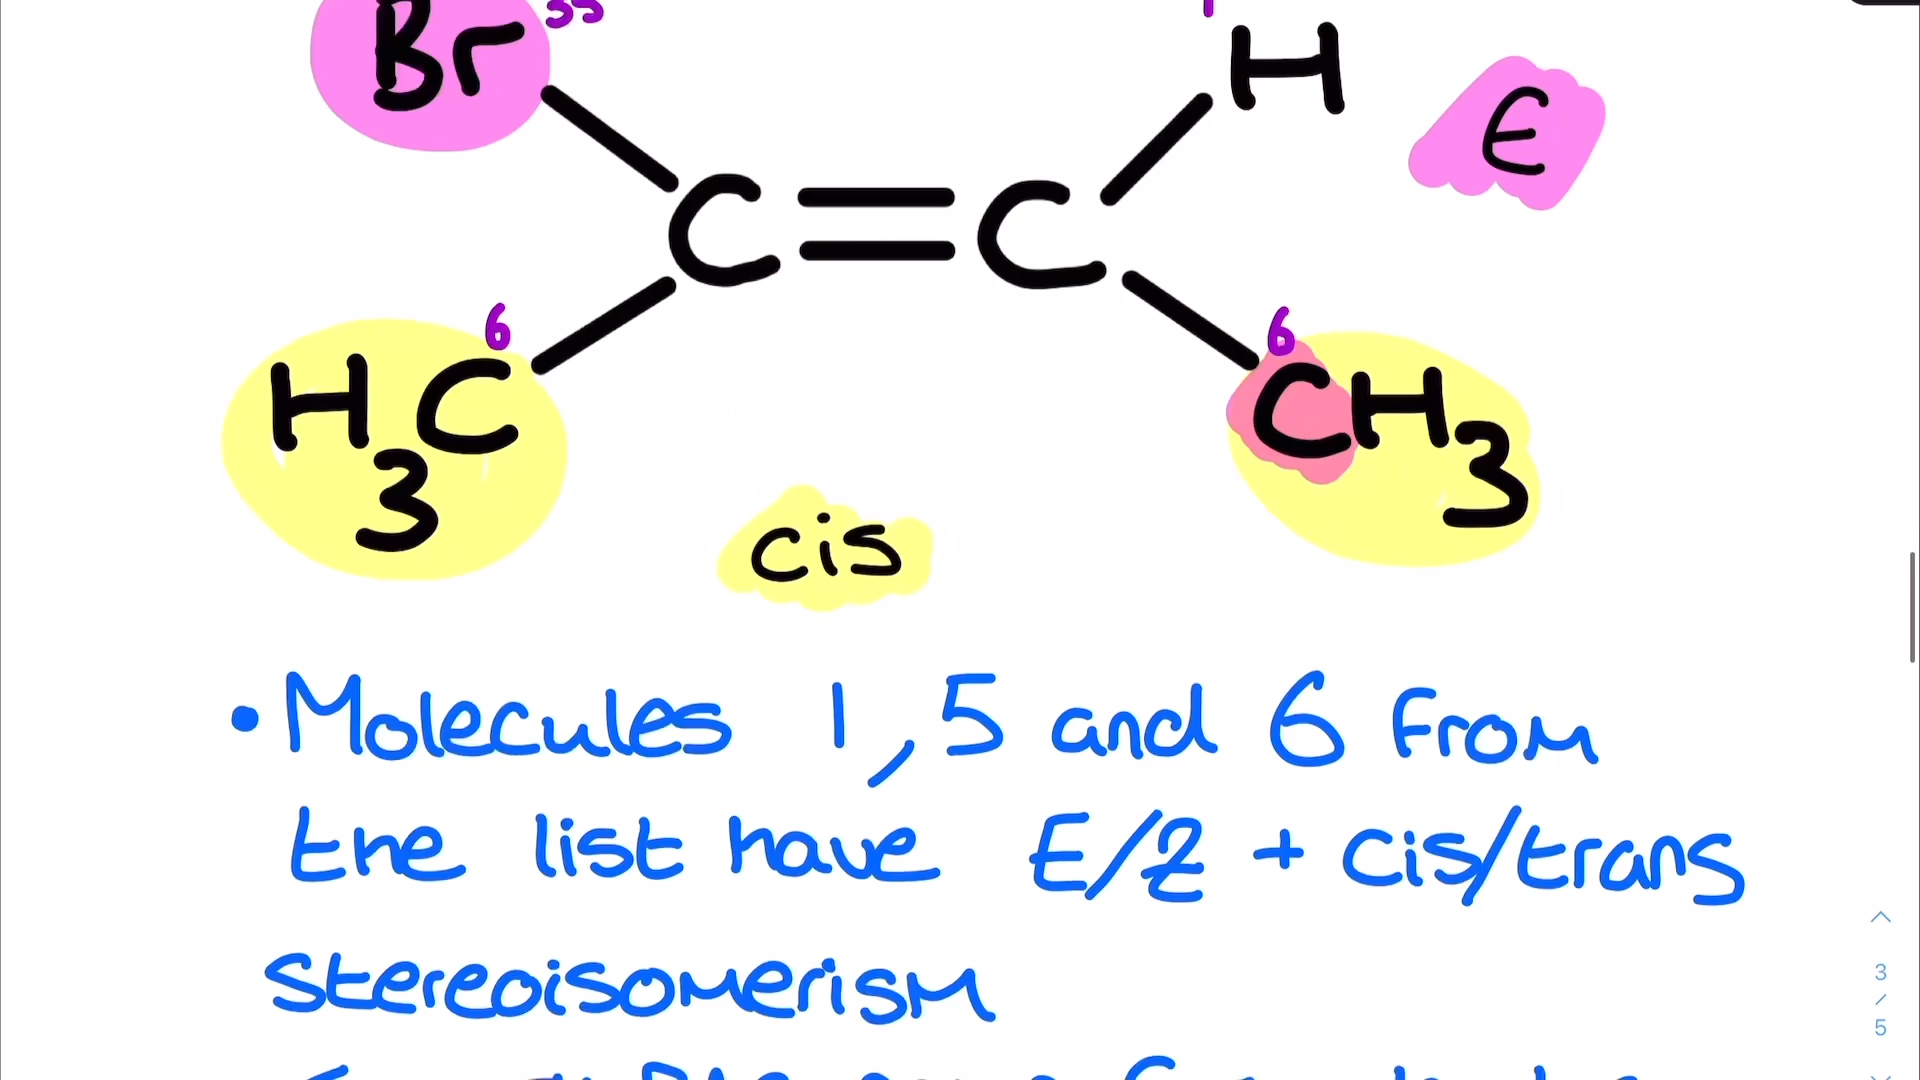 Br 35 H
E
C = C
6 6
H3C CH3
cis
• Molecules 1, 5 and 6 from
the list have E/Z + cis/trans
stereoisomerism
3
/
5